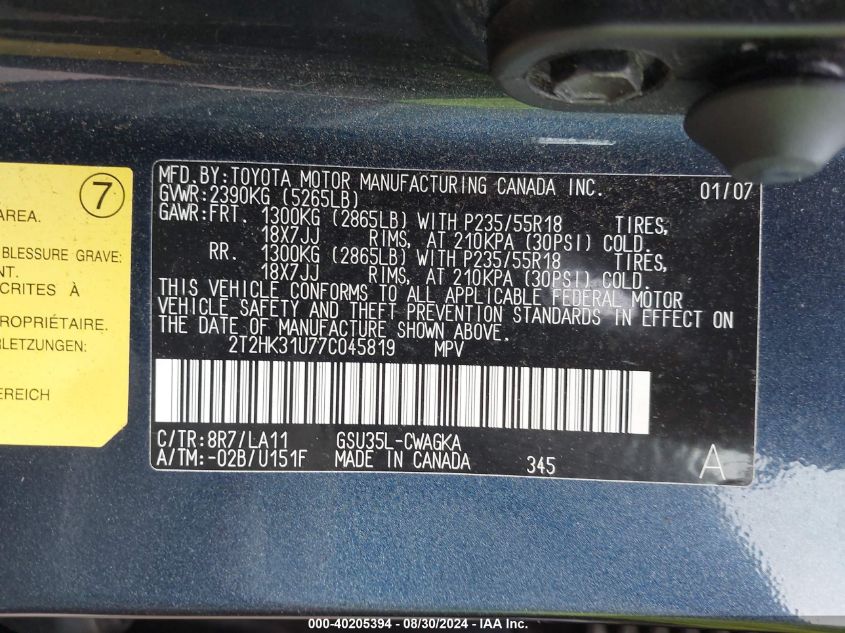 7
AREA.
BLESSURE GRAVE:
NT.
CRITES À
ROPRIÉTAIRE.
RLETZUNGEN.
EREICH
MFD.BY:TOYOTA MOTOR MANUFACTURING CANADA INC. 01/07
GVWR:2390KG (5265LB)
GAWR:FRT. 1300KG (2865LB) WITH P235/55R18 TIRES,
18X7JJ RIMS, AT 210KPA (30PSI) COLD.
RR. 1300KG (2865LB) WITH P235/55R18 TIRES,
18X7JJ RIMS, AT 210KPA (30PSI) COLD.
THIS VEHICLE CONFORMS TO ALL APPLICABLE FEDERAL MOTOR
VEHICLE SAFETY AND THEFT PREVENTION STANDARDS IN EFFECT ON
THE DATE OF MANUFACTURE SHOWN ABOVE.
2T2HK31U77C045819 MPV
C/TR:8R7/LA11 GSU35L-CWAGKA
A/TM:-02B/U151F MADE IN CANADA 345 A
000-40205394 - 08/30/2024 - IAA Inc.